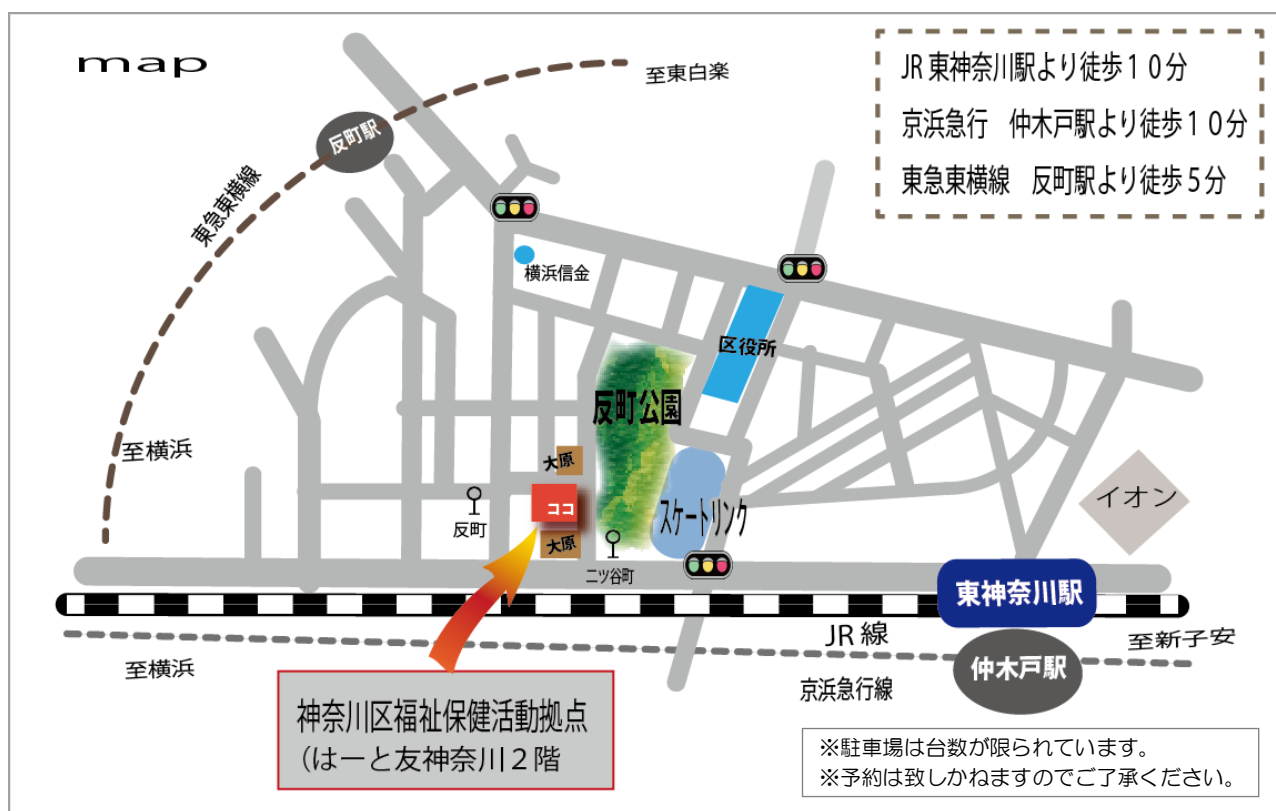 map
至東白楽
JR 東神奈川駅より徒歩１０分
京浜急行　仲木戸駅より徒歩１０分
東急東横線　反町駅より徒歩５分
反町駅
東急東横線
横浜信金
区役所
反町公園
至横浜
大原
イオン
ココ
スケートリンク
反町
大原
二ツ谷町
東神奈川駅
JR 線
至新子安
至横浜
仲木戸駅
京浜急行線
神奈川区福祉保健活動拠点
(はーと友神奈川２階
※駐車場は台数が限られています。
※予約は致しかねますのでご了承ください。